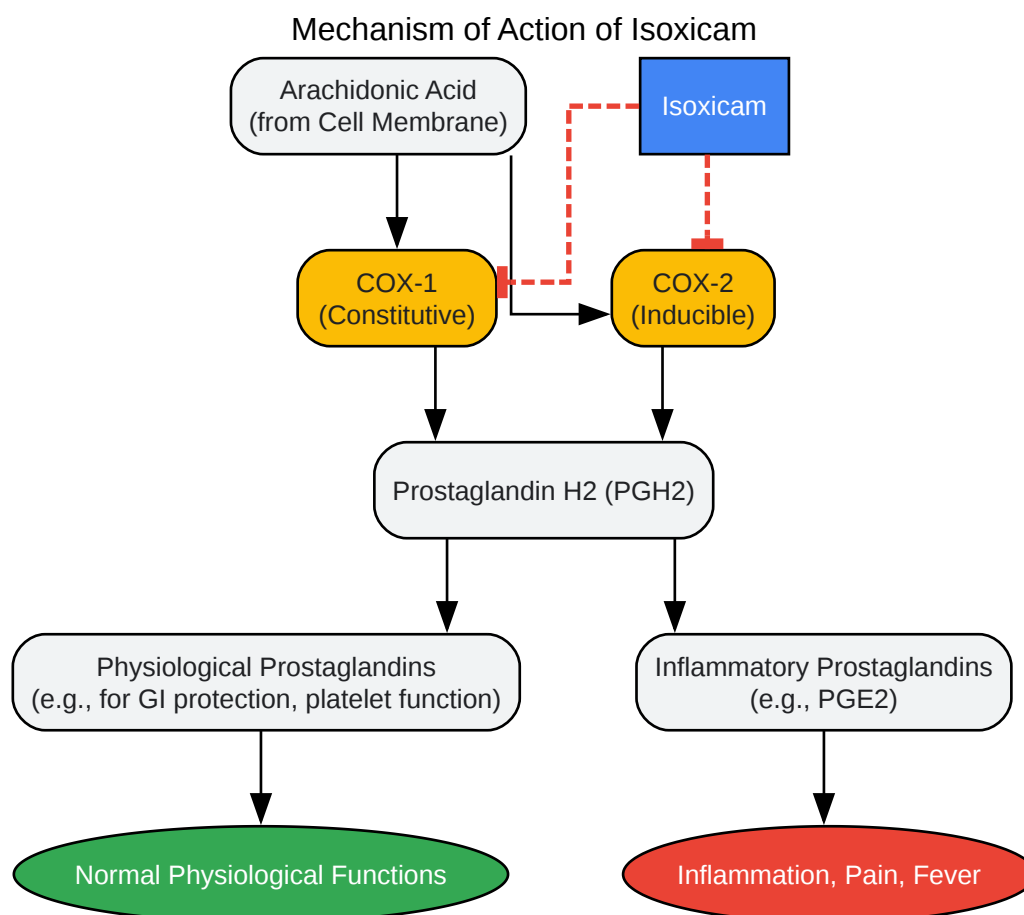 Mechanism of Action of Isoxicam
Arachidonic Acid
(from Cell Membrane)
Isoxicam
COX-1
(Constitutive)
COX-2
(Inducible)
Prostaglandin H2 (PGH2)
Physiological Prostaglandins
(e.g., for GI protection, platelet function)
Inflammatory Prostaglandins
(e.g., PGE2)
Normal Physiological Functions
Inflammation, Pain, Fever